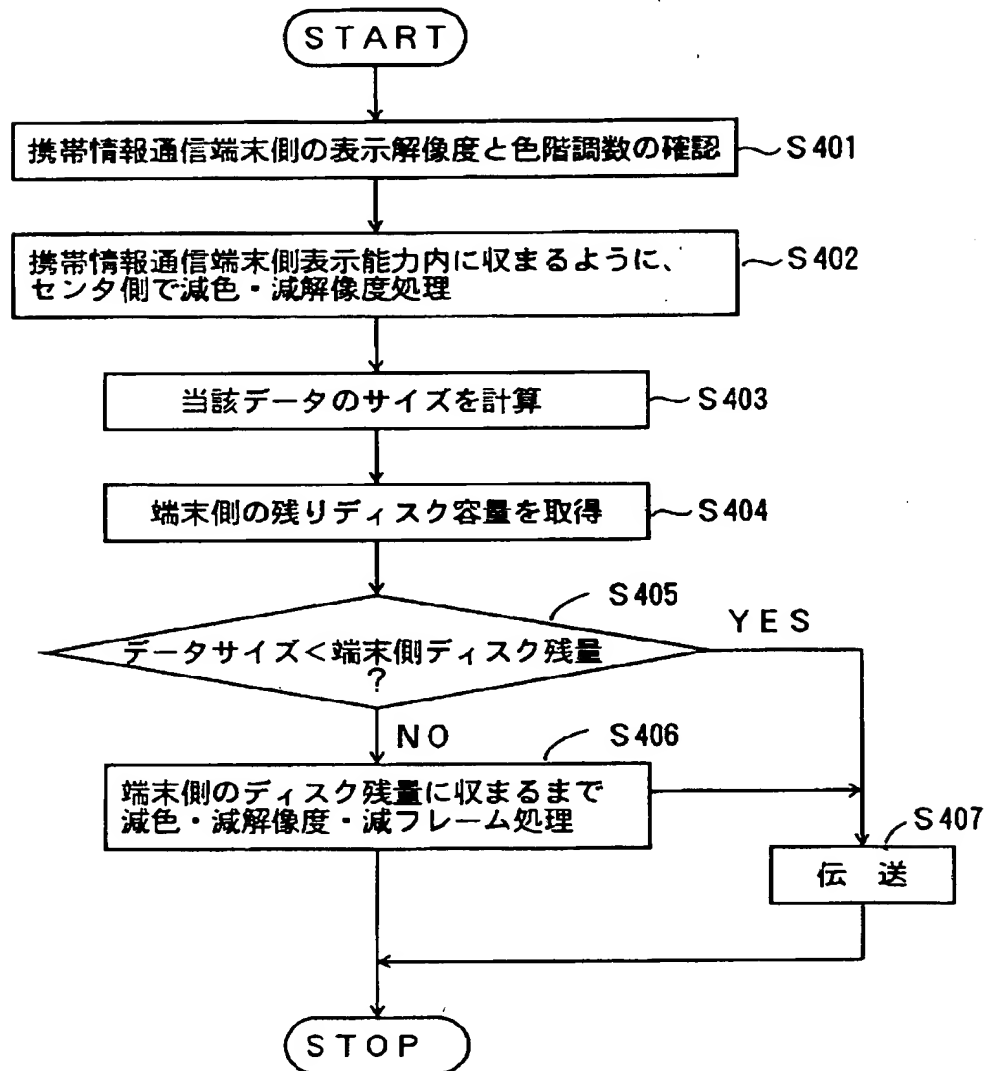 START
携帯情報通信端末側の表示解像度と色階調数の確認
S401
携帯情報通信端末側表示能力内に収まるように、
センタ側で減色・減解像度処理
S402
当該データのサイズを計算
S403
端末側の残りディスク容量を取得
S404
S405
YES
データサイズ<端末側ディスク残量
?
NO
S406
端末側のディスク残量に収まるまで
減色・減解像度・減フレーム処理
S407
伝 送
STOP